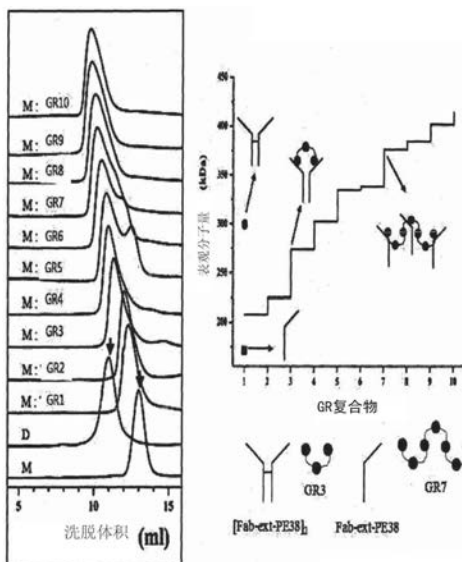 M: GR10
M: GR9
M: GR8
M: GR7
M: GR6
M: GR5
M: GR4
M: GR3
M:' GR2
M:' GR1
D
M
5 10 15
洗脱体积 (ml)
表观分子量 (kDa)
450
400
350
300
250
200
1 2 3 4 5 6 7 8 9 10
GR复合物
GR3
GR7
[Fab-ext-PE38]₂
Fab-ext-PE38